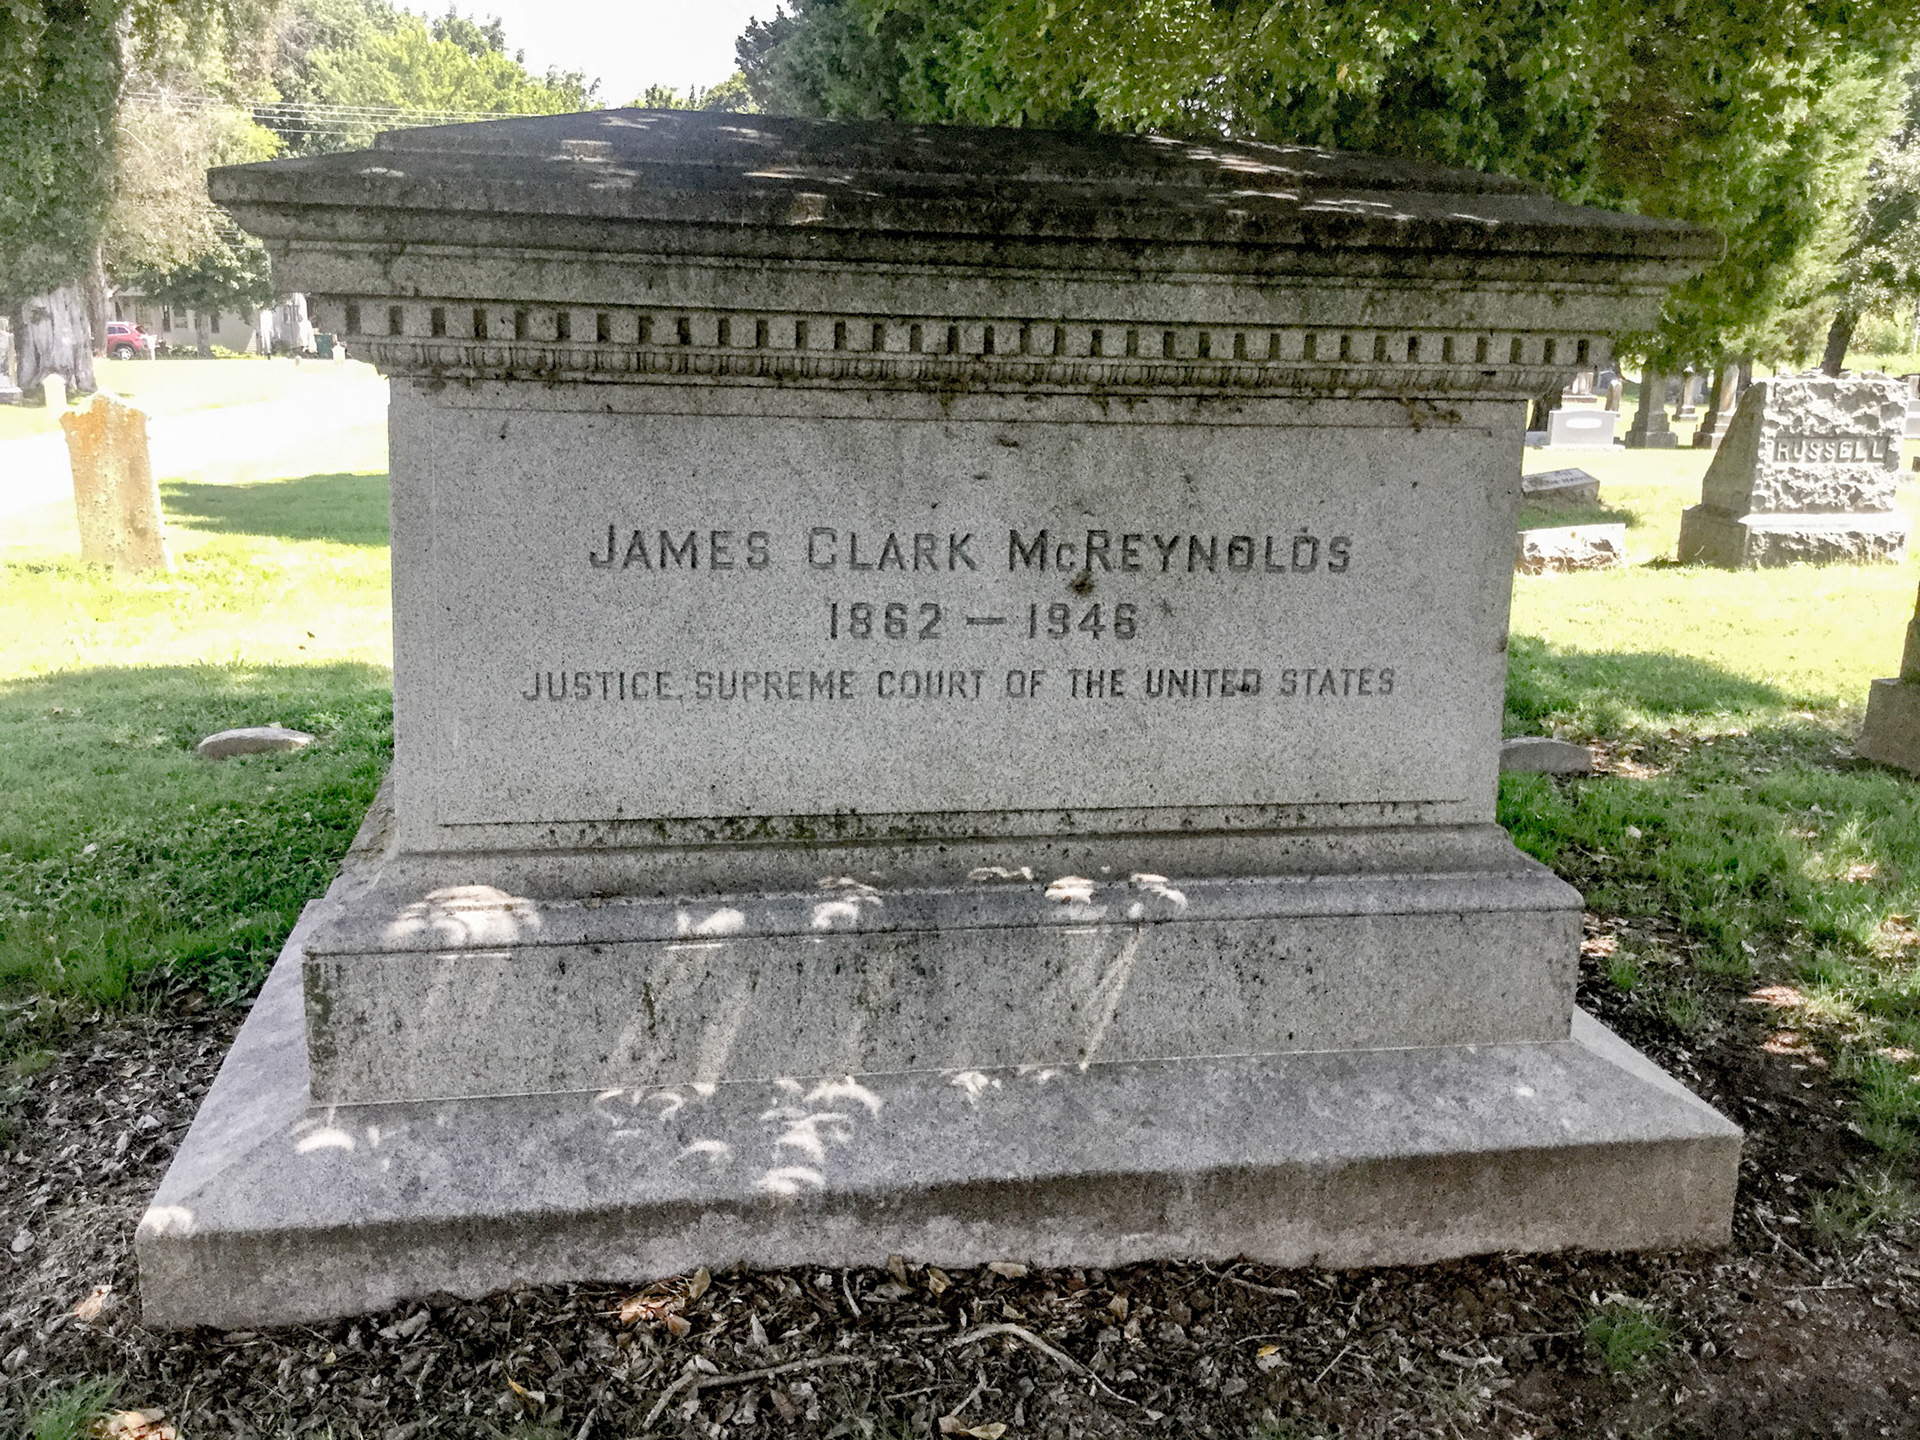 JAMES CLARK McREYNOLDS
1862 — 1946
JUSTICE, SUPREME COURT OF THE UNITED STATES
RUSSELL